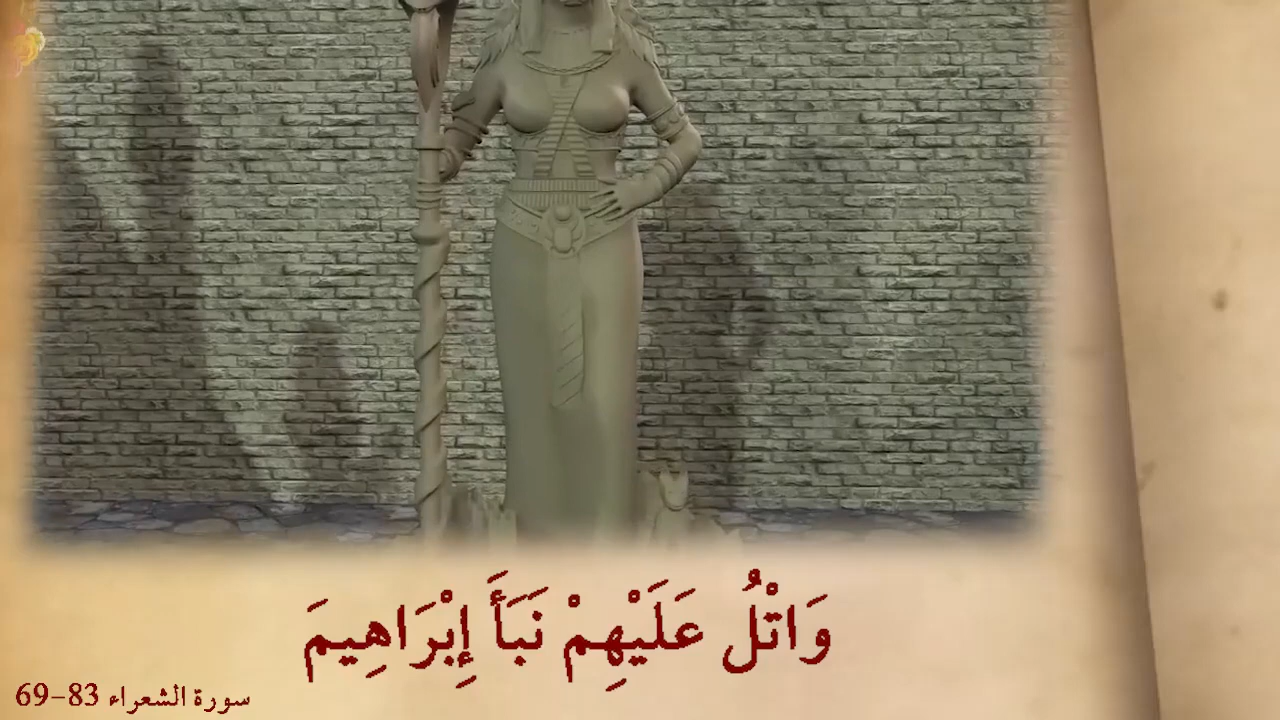 وَاتْلُ عَلَيْهِمْ نَبَأَ إِبْرَاهِيمَ
سورة الشعراء 83-69